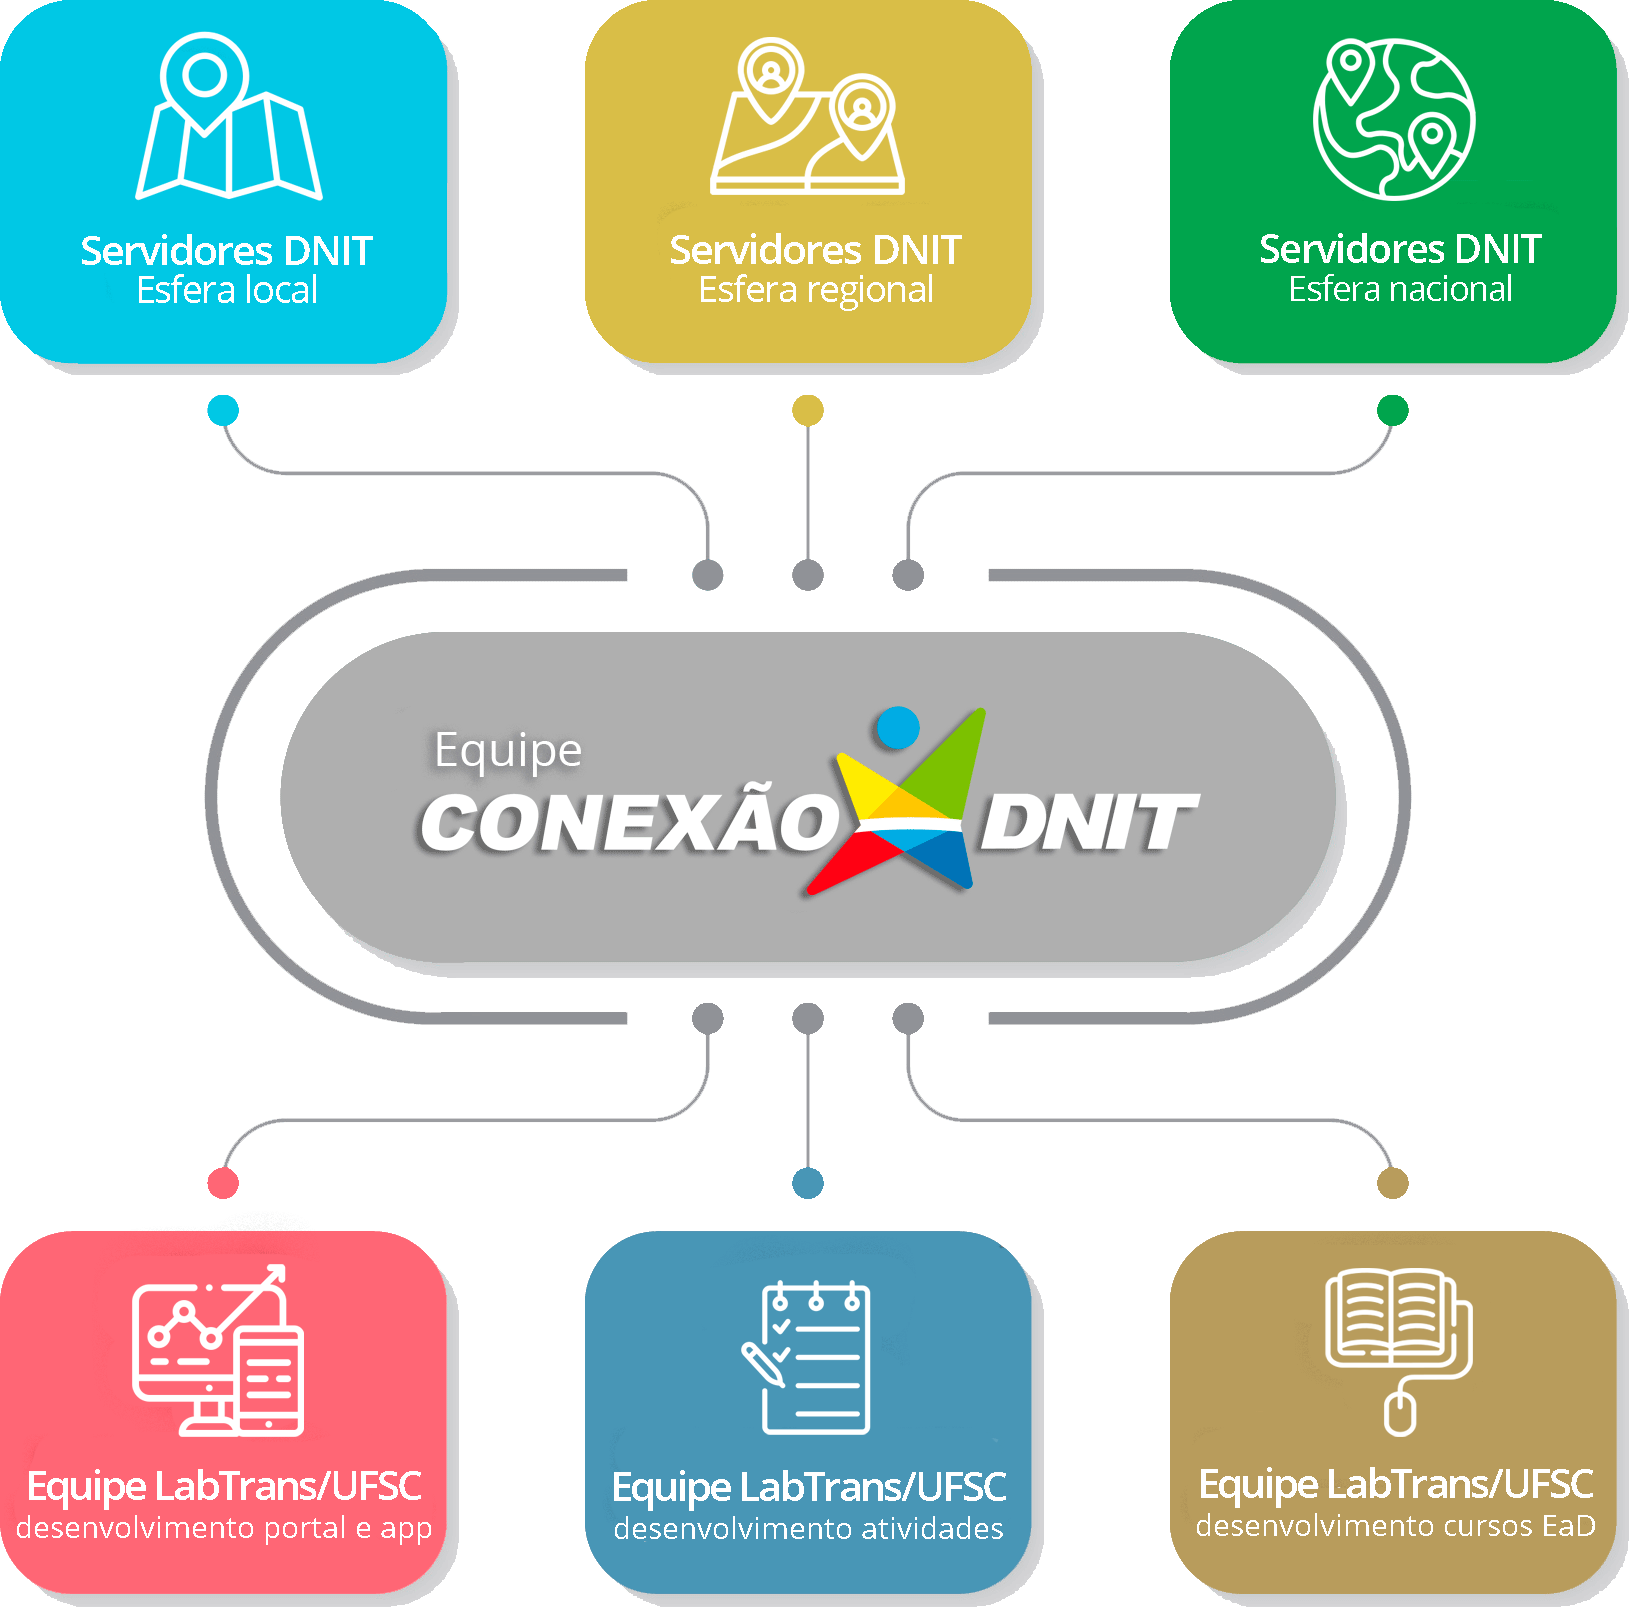 Servidores DNIT
Esfera local
Servidores DNIT
Esfera regional
Servidores DNIT
Esfera nacional
Equipe
CONEXÃO DNIT
Equipe LabTrans/UFSC
desenvolvimento portal e app
Equipe LabTrans/UFSC
desenvolvimento atividades
Equipe LabTrans/UFSC
desenvolvimento cursos EaD